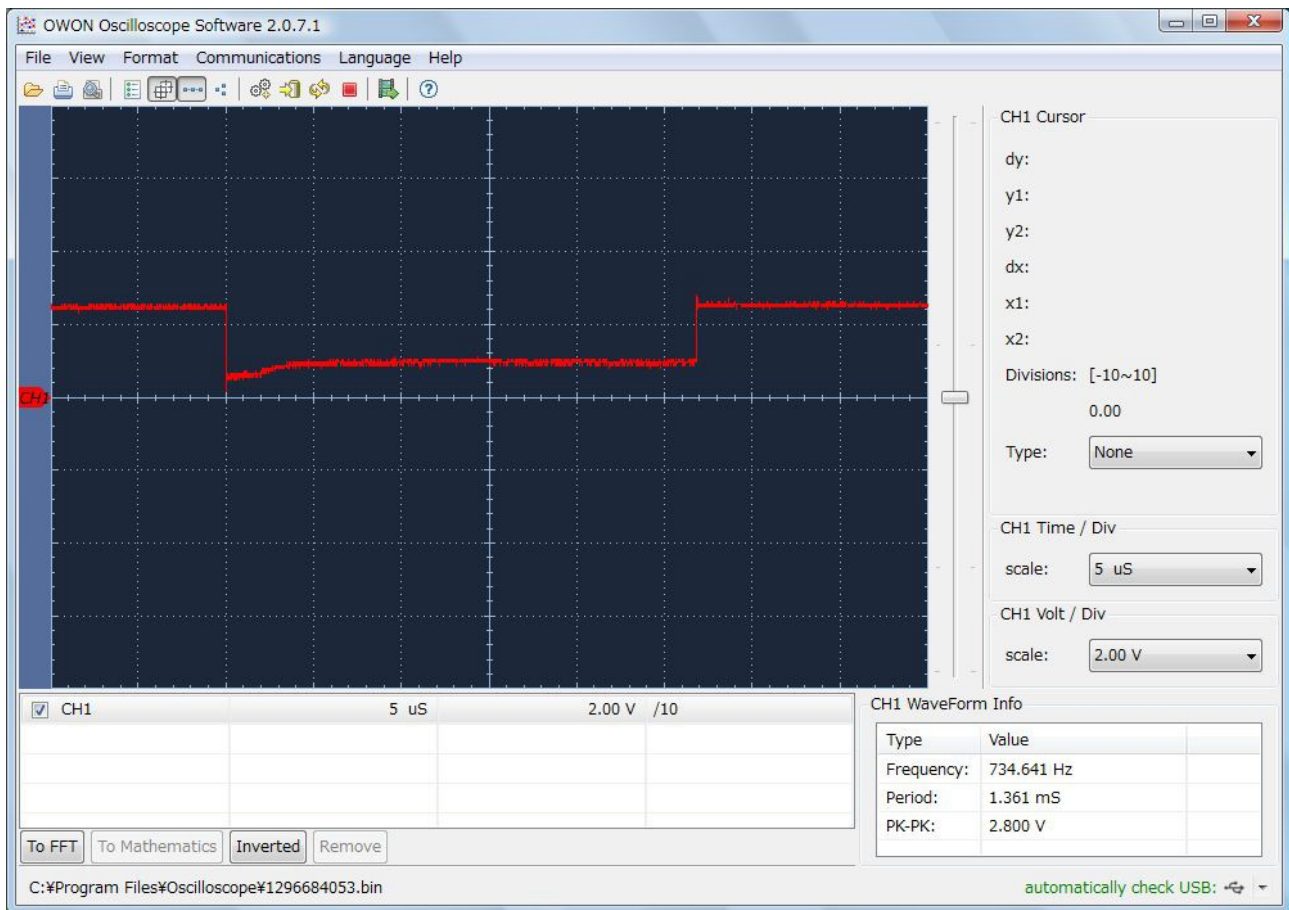 OWON Oscilloscope Software 2.0.7.1
File View Format Communications Language Help
CH1 Cursor
dy:
y1:
y2:
dx:
x1:
x2:
Divisions: [-10~10]
0.00
Type: None
CH1
CH1 Time / Div
scale: 5 uS
CH1 Volt / Div
scale: 2.00 V
CH1 5 uS 2.00 V /10
CH1 WaveForm Info
Type Value
Frequency: 734.641 Hz
Period: 1.361 mS
PK-PK: 2.800 V
To FFT To Mathematics Inverted Remove
C:¥Program Files¥Oscilloscope¥1296684053.bin
automatically check USB: